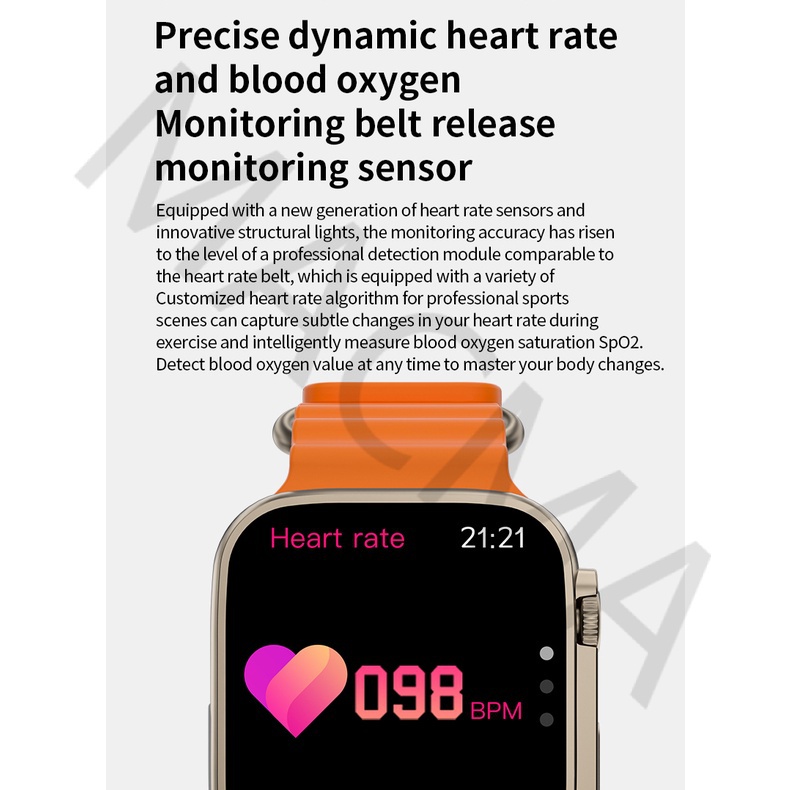 Precise dynamic heart rate
and blood oxygen
Monitoring belt release
monitoring sensor
Equipped with a new generation of heart rate sensors and
innovative structural lights, the monitoring accuracy has risen
to the level of a professional detection module comparable to
the heart rate belt, which is equipped with a variety of
Customized heart rate algorithm for professional sports
scenes can capture subtle changes in your heart rate during
exercise and intelligently measure blood oxygen saturation SpO2.
Detect blood oxygen value at any time to master your body changes.
Heart rate 21:21
098 BPM
MACMA